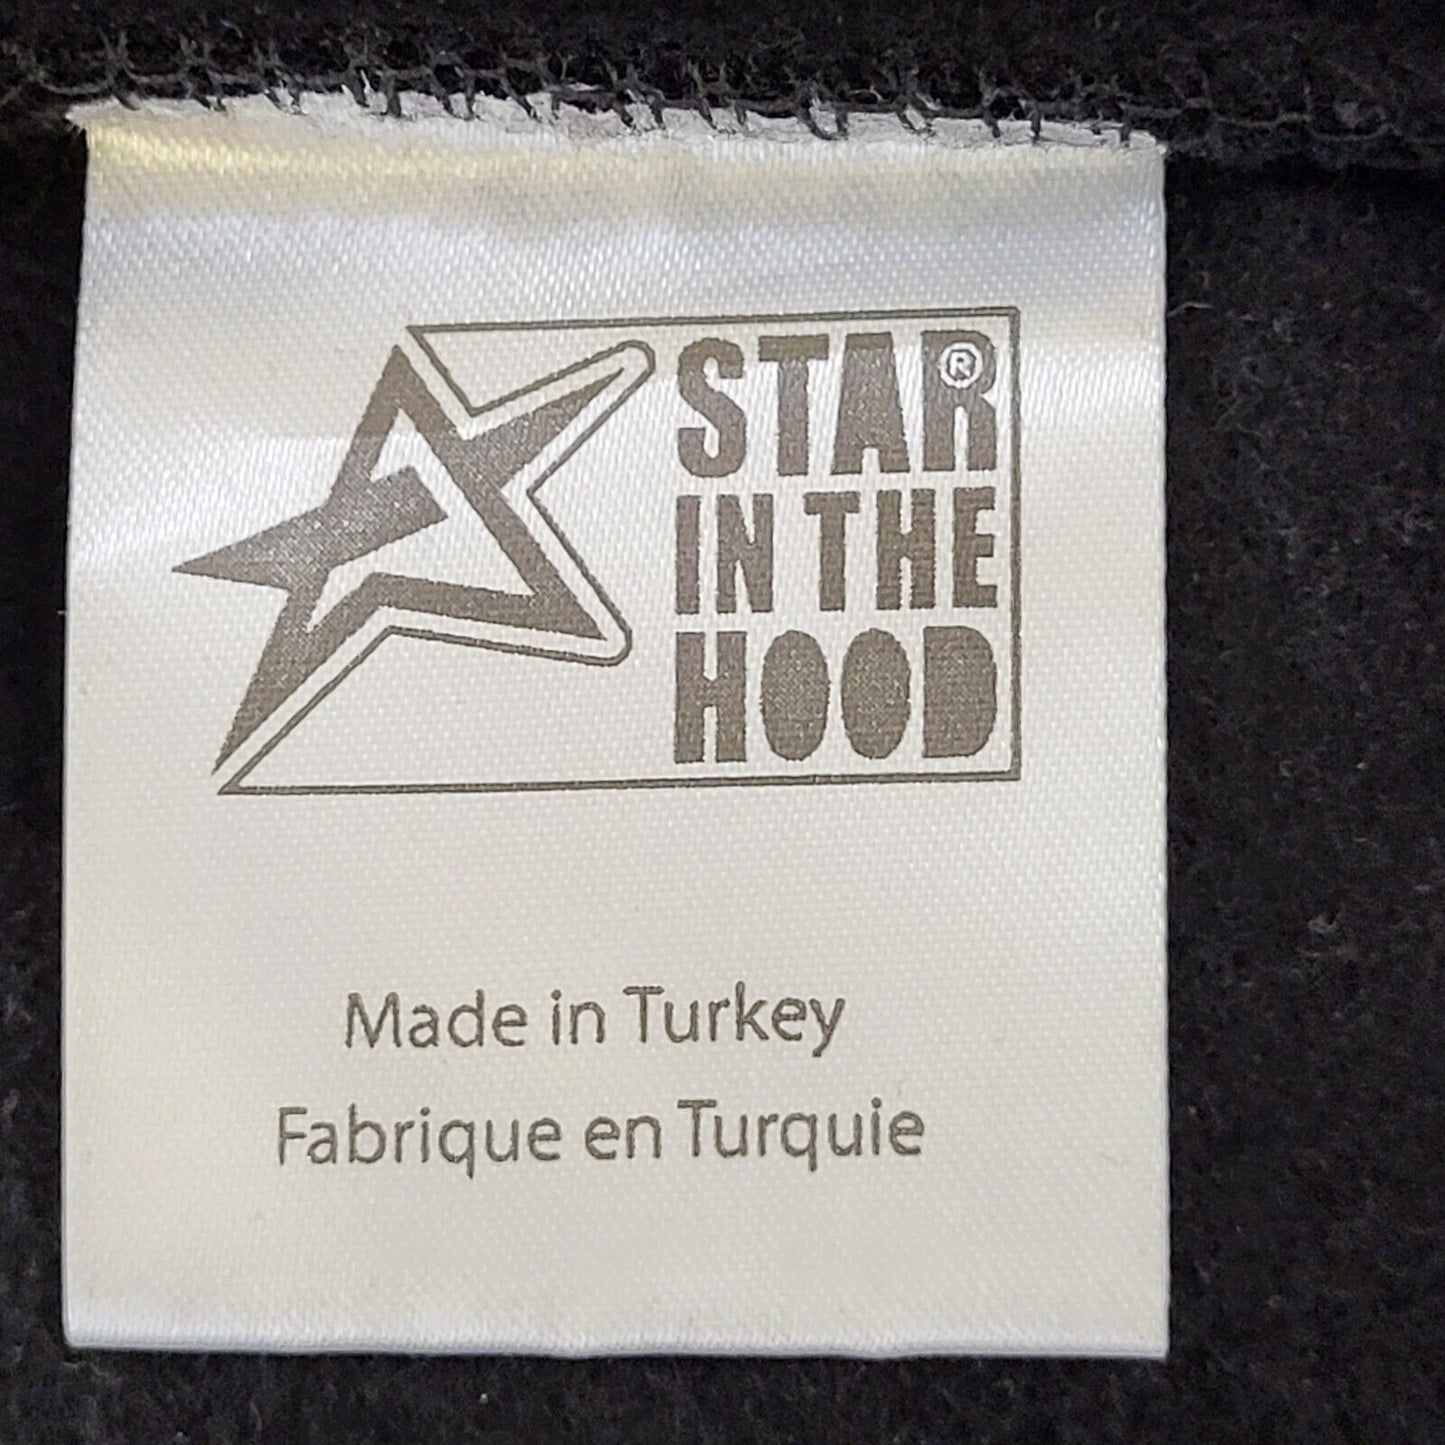 STAR®
IN THE
HOOD
Made in Turkey
Fabrique en Turquie